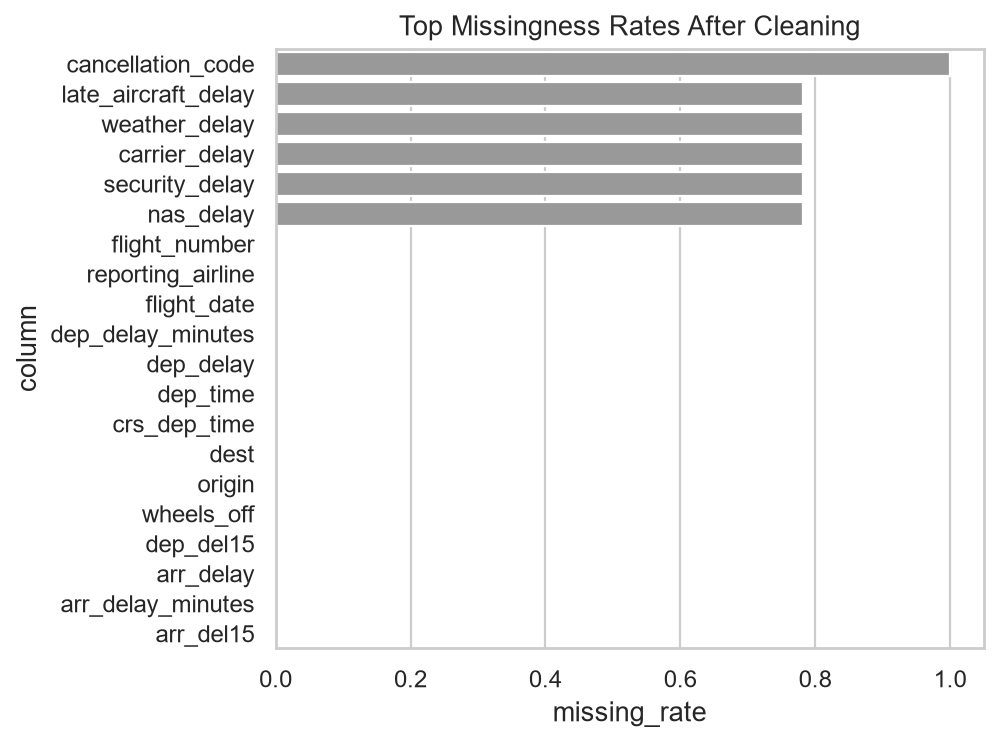 Top Missingness Rates After Cleaning
column
cancellation_code
late_aircraft_delay
weather_delay
carrier_delay
security_delay
nas_delay
flight_number
reporting_airline
flight_date
dep_delay_minutes
dep_delay
dep_time
crs_dep_time
dest
origin
wheels_off
dep_del15
arr_delay
arr_delay_minutes
arr_del15
0.0 0.2 0.4 0.6 0.8 1.0
missing_rate